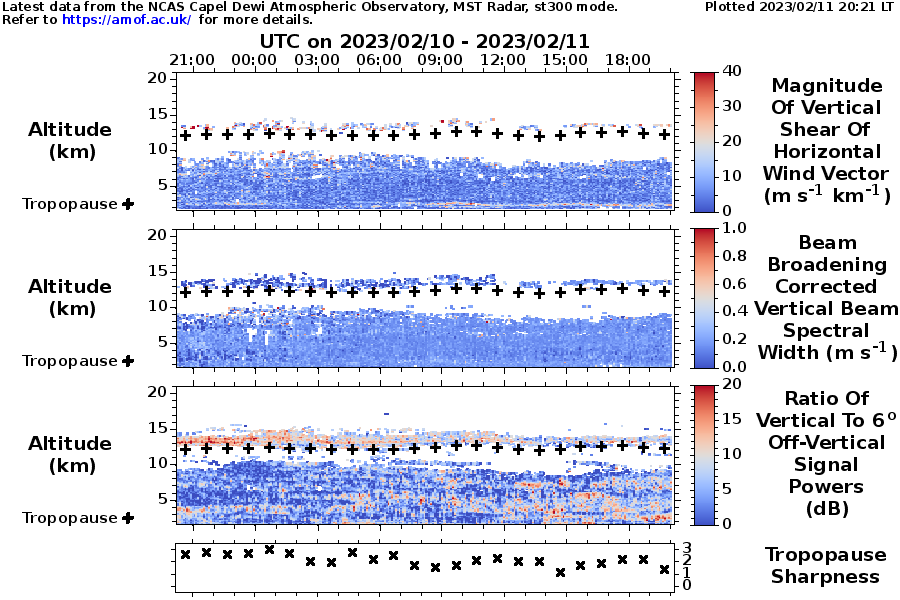 Latest data from the NCAS Capel Dewi Atmospheric Observatory, MST Radar, st300 mode.
Plotted 2023/02/11 20:21 LT
Refer to https://amof.ac.uk/ for more details.
UTC on 2023/02/10 - 2023/02/11
21:00 00:00 03:00 06:00 09:00 12:00 15:00 18:00
20
15
10
5
Altitude
(km)
Tropopause
40
30
20
10
0
Magnitude
Of Vertical
Shear Of
Horizontal
Wind Vector
(m s⁻¹ km⁻¹)
20
15
10
5
Altitude
(km)
Tropopause
1.0
0.8
0.6
0.4
0.2
0.0
Beam
Broadening
Corrected
Vertical Beam
Spectral
Width (m s⁻¹)
20
15
10
5
Altitude
(km)
Tropopause
20
15
10
5
0
Ratio Of
Vertical To 6°
Off-Vertical
Signal
Powers
(dB)
3
2
1
0
Tropopause
Sharpness